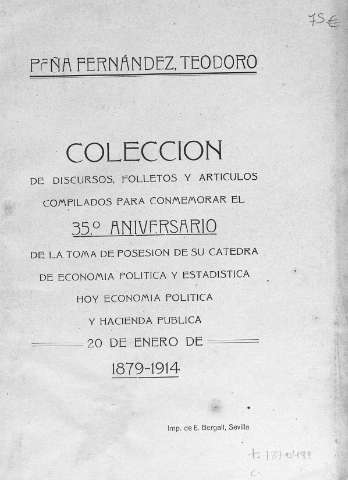 75€
PEÑA FERNÁNDEZ, TEODORO
COLECCION
DE DISCURSOS, FOLLETOS Y ARTICULOS
COMPILADOS PARA CONMEMORAR EL
35.º ANIVERSARIO
DE LA TOMA DE POSESION DE SU CATEDRA
DE ECONOMIA POLITICA Y ESTADISTICA
HOY ECONOMIA POLITICA
Y HACIENDA PUBLICA
20 DE ENERO DE
1879-1914
Imp. de E. Bergali, Sevilla